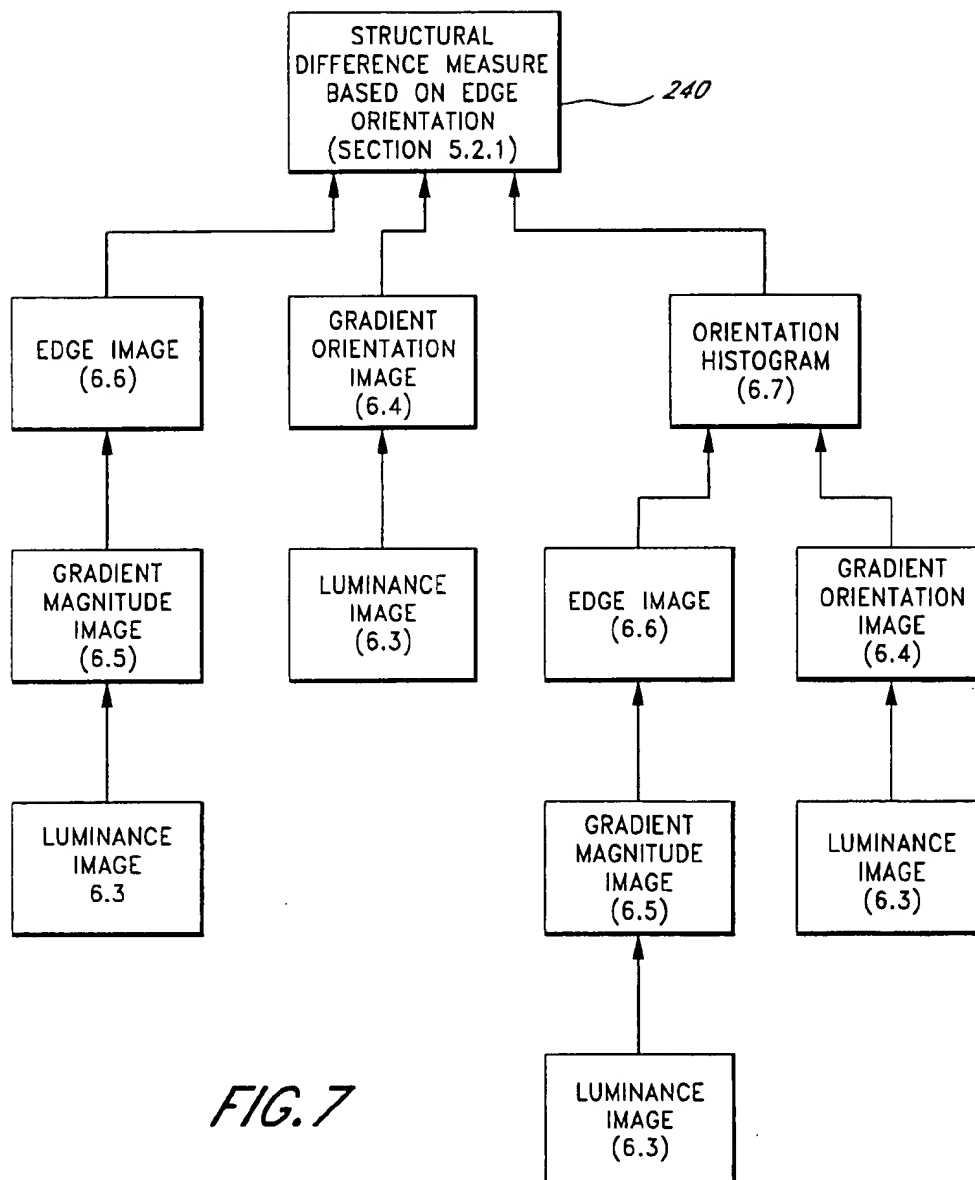 STRUCTURAL
DIFFERENCE MEASURE
BASED ON EDGE
ORIENTATION
(SECTION 5.2.1)
240
EDGE IMAGE
(6.6)
GRADIENT
ORIENTATION
IMAGE
(6.4)
ORIENTATION
HISTOGRAM
(6.7)
GRADIENT
MAGNITUDE
IMAGE
(6.5)
LUMINANCE
IMAGE
(6.3)
EDGE IMAGE
(6.6)
GRADIENT
ORIENTATION
IMAGE
(6.4)
LUMINANCE
IMAGE
6.3
GRADIENT
MAGNITUDE
IMAGE
(6.5)
LUMINANCE
IMAGE
(6.3)
LUMINANCE
IMAGE
(6.3)
FIG.7